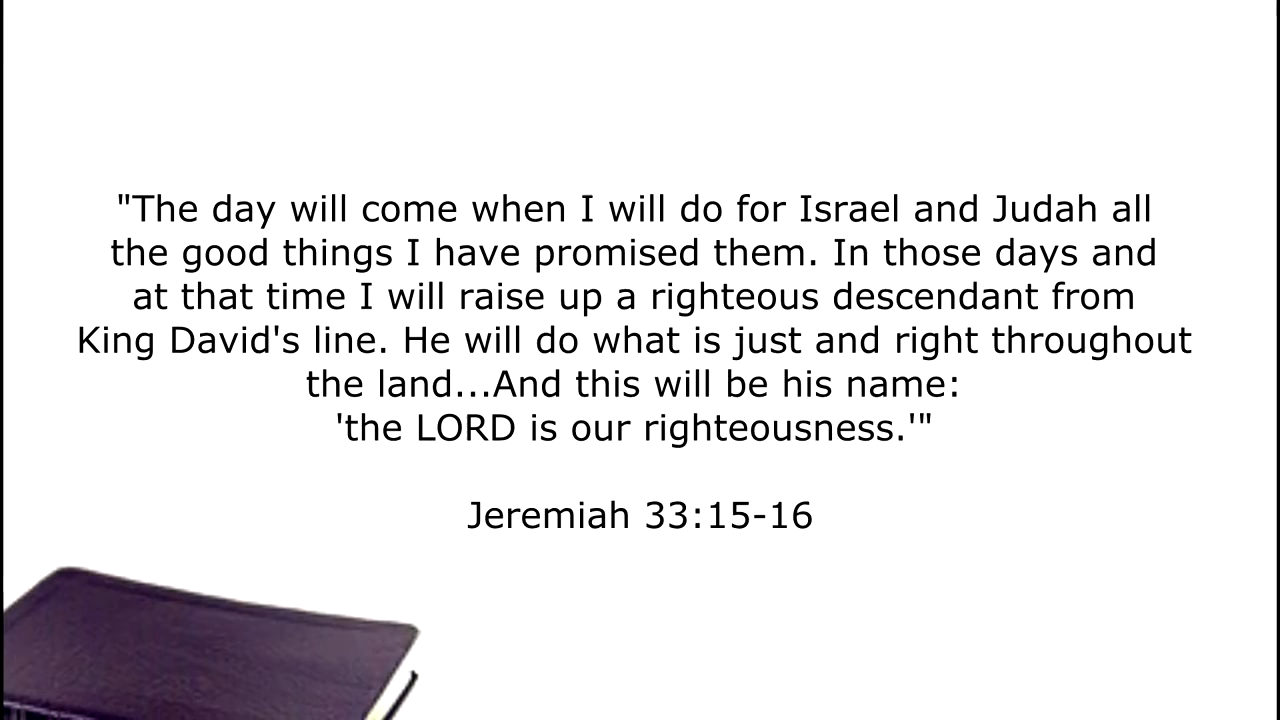 "The day will come when I will do for Israel and Judah all
the good things I have promised them. In those days and
at that time I will raise up a righteous descendant from
King David's line. He will do what is just and right throughout
the land...And this will be his name:
'the LORD is our righteousness.'"
Jeremiah 33:15-16